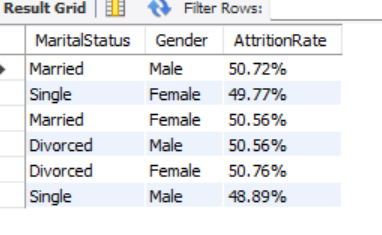 Result Grid Filter Rows:
MaritalStatus Gender AttritionRate
Married Male 50.72%
Single Female 49.77%
Married Female 50.56%
Divorced Male 50.56%
Divorced Female 50.76%
Single Male 48.89%